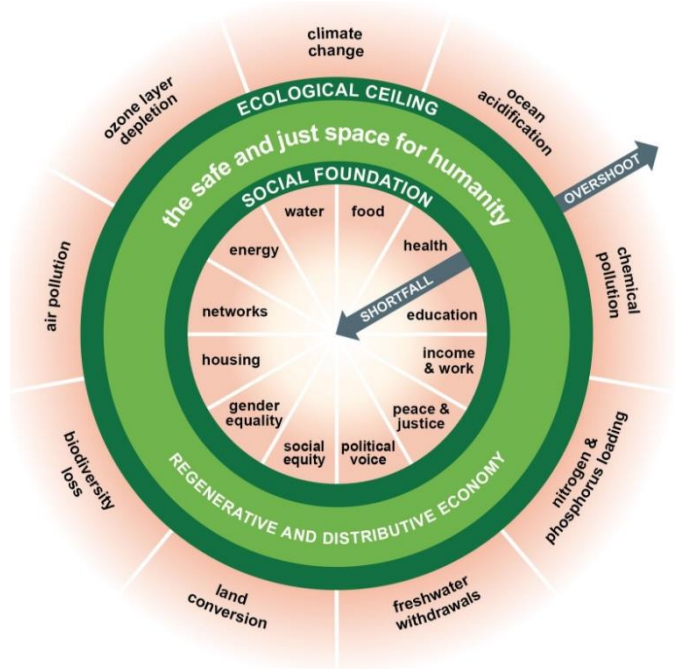 climate
change
ozone layer
depletion
ocean
acidification
ECOLOGICAL CEILING
the safe and just space for humanity
OVERSHOOT
SOCIAL FOUNDATION
water
food
energy
health
SHORTFALL
air pollution
chemical
pollution
networks
education
housing
income
& work
gender
equality
peace &
justice
social
equity
political
voice
biodiversity
loss
nitrogen &
phosphorus loading
REGENERATIVE AND DISTRIBUTIVE ECONOMY
land
conversion
freshwater
withdrawals